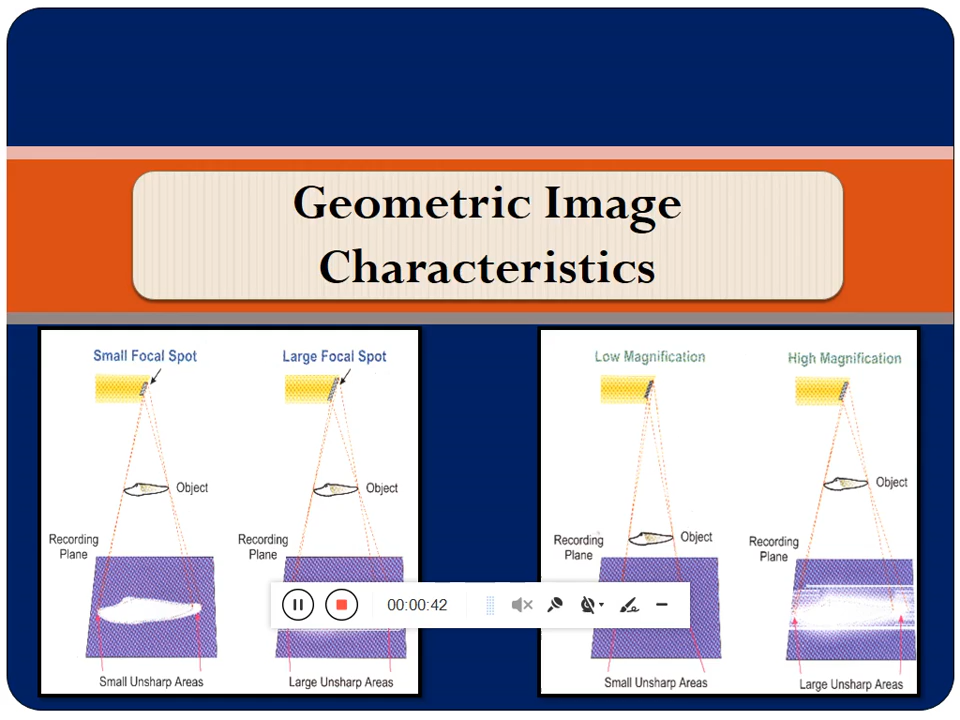 Geometric Image
Characteristics
Small Focal Spot
Large Focal Spot
Object
Object
Recording
Plane
Recording
Plane
Small Unsharp Areas
Large Unsharp Areas
Low Magnification
High Magnification
Object
Object
Recording
Plane
Recording
Plane
Small Unsharp Areas
Large Unsharp Areas
00:00:42